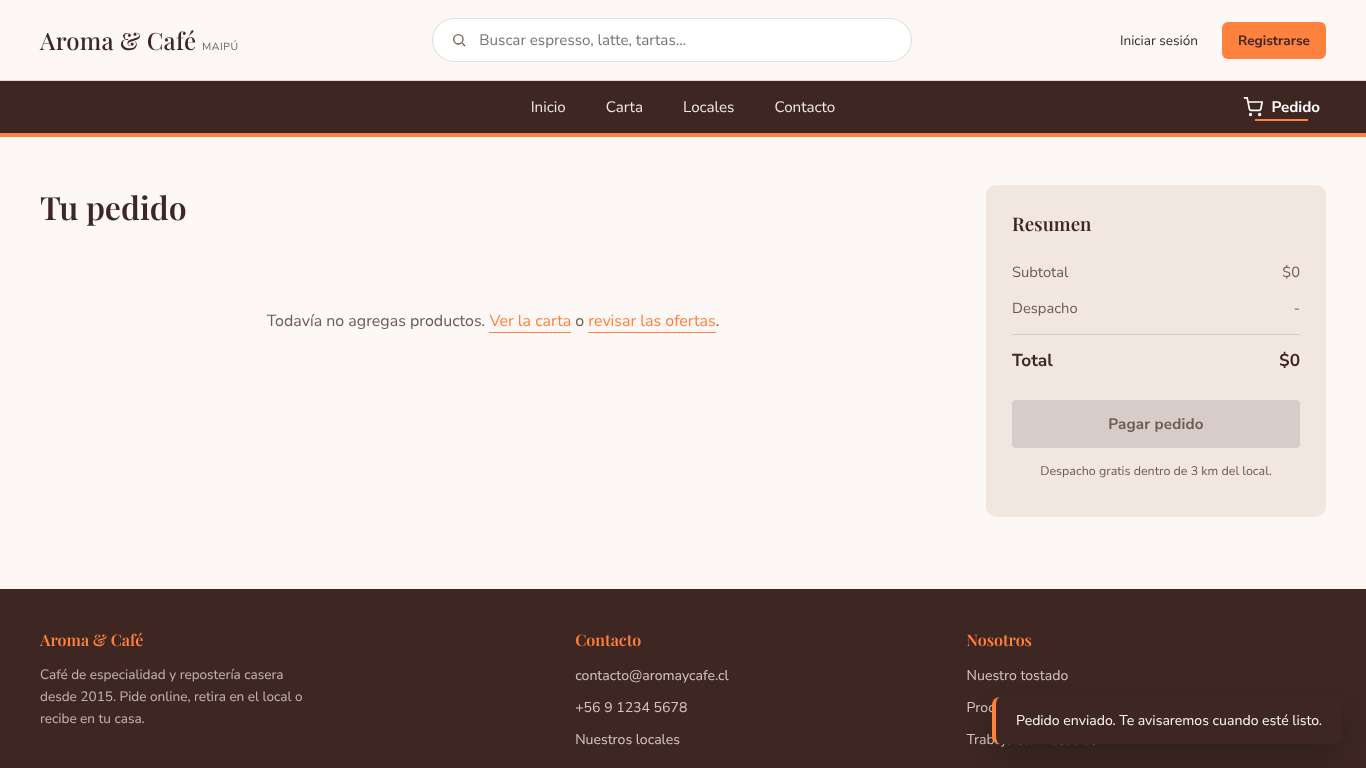 Aroma & Café MAIPÚ
Buscar espresso, latte, tartas...
Iniciar sesión
Registrarse
Inicio
Carta
Locales
Contacto
Pedido
Tu pedido
Todavía no agregas productos. Ver la carta o revisar las ofertas.
Resumen
Subtotal $0
Despacho -
Total $0
Pagar pedido
Despacho gratis dentro de 3 km del local.
Aroma & Café
Café de especialidad y repostería casera
desde 2015. Pide online, retira en el local o
recibe en tu casa.
Contacto
contacto@aromaycafe.cl
+56 9 1234 5678
Nuestros locales
Nosotros
Nuestro tostado
Pedido enviado. Te avisaremos cuando esté listo.